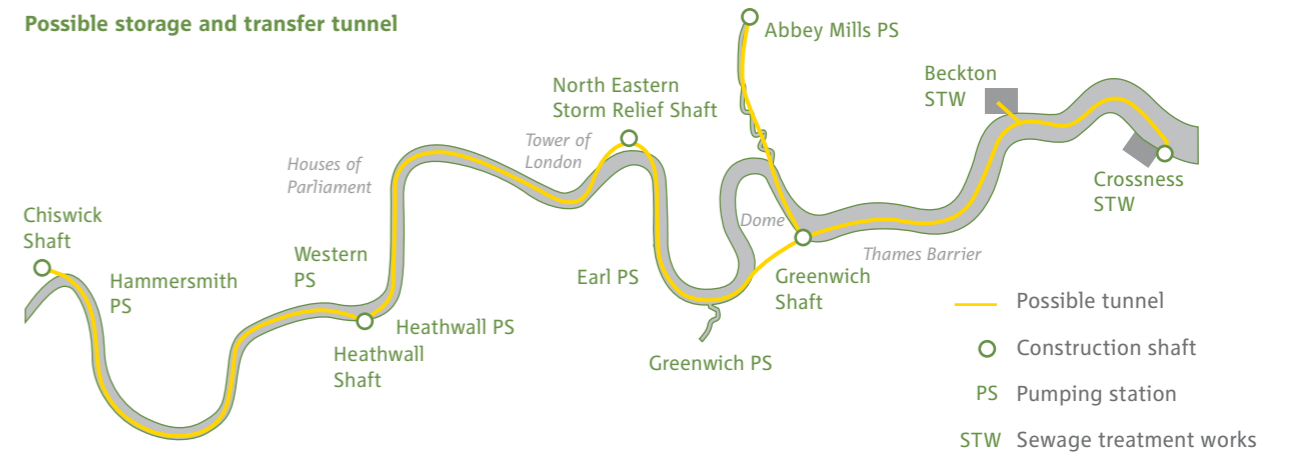 Possible storage and transfer tunnel
Abbey Mills PS
Beckton
STW
North Eastern
Storm Relief Shaft
Tower of
London
Houses of
Parliament
Crossness
STW
Chiswick
Shaft
Dome
Western
PS
Thames Barrier
Hammersmith
PS
Earl PS
Greenwich
Shaft
Heathwall PS
Heathwall
Shaft
Greenwich PS
Possible tunnel
Construction shaft
PS Pumping station
STW Sewage treatment works